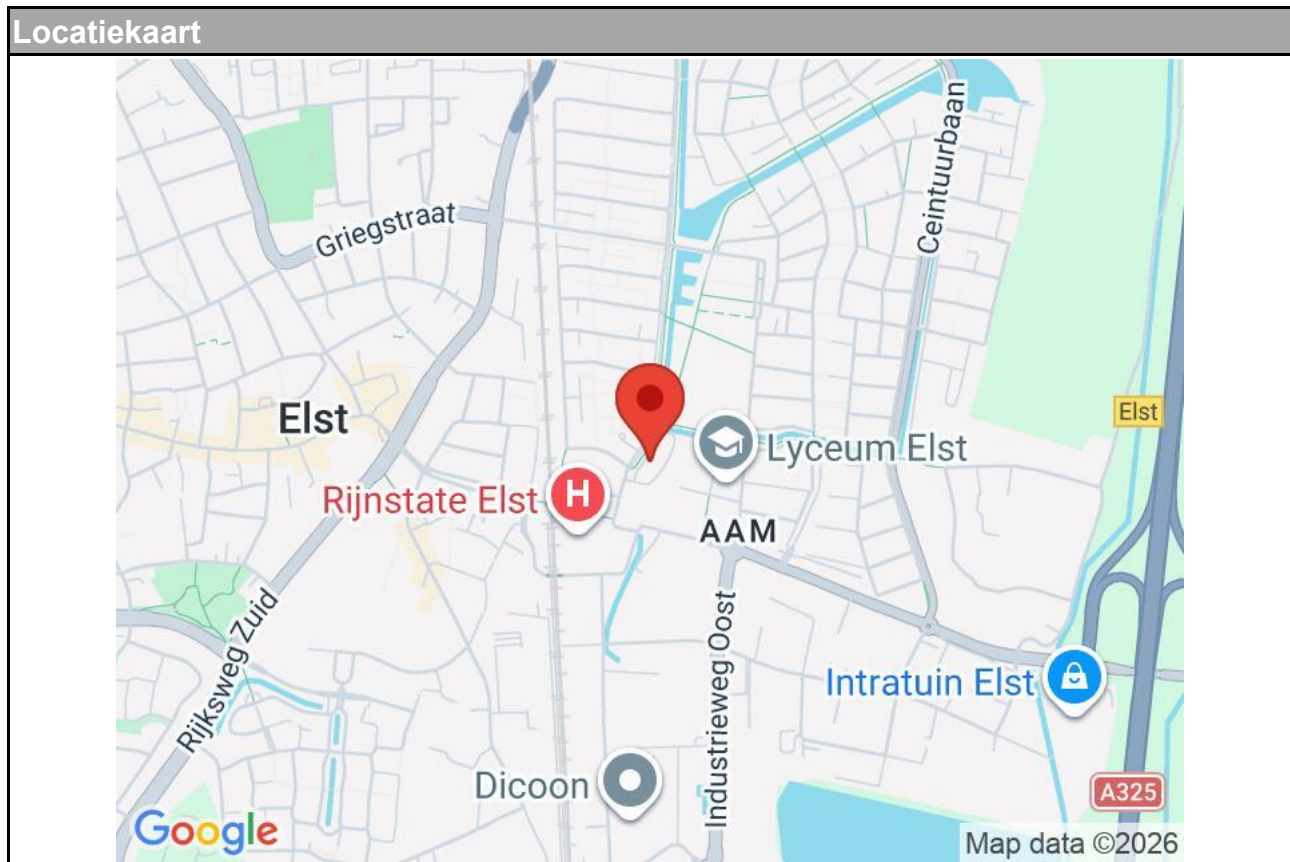 Locatiekaart
Griegstraat
Ceintuurbaan
Elst
Elst
Lyceum Elst
Rijnstate Elst
H
AAM
Rijksweg Zuid
Industrieweg Oost
Intratuin Elst
Dicoon
A325
Google
Map data ©2026